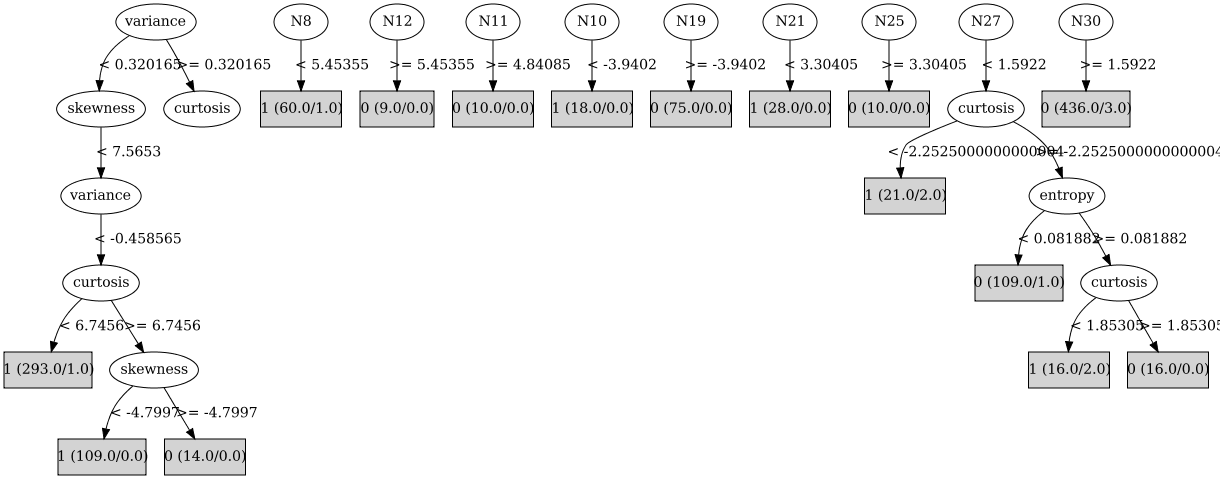 variance N8 N12 N11 N10 N19 N21 N25 N27 N30
< 0.320165 >= 0.320165 < 5.45355 >= 5.45355 >= 4.84085 < -3.9402 >= -3.9402 < 3.30405 >= 3.30405 < 1.5922 >= 1.5922
skewness curtosis 1 (60.0/1.0) 0 (9.0/0.0) 0 (10.0/0.0) 1 (18.0/0.0) 0 (75.0/0.0) 1 (28.0/0.0) 0 (10.0/0.0) curtosis 0 (436.0/3.0)
< 7.5653 < -2.2525000000000004 >= -2.2525000000000004
variance 1 (21.0/2.0) entropy
< -0.458565 < 0.081882 >= 0.081882
curtosis 0 (109.0/1.0) curtosis
< 6.7456 >= 6.7456 < 1.85305 >= 1.85305
1 (293.0/1.0) skewness 1 (16.0/2.0) 0 (16.0/0.0)
< -4.7997 >= -4.7997
1 (109.0/0.0) 0 (14.0/0.0)